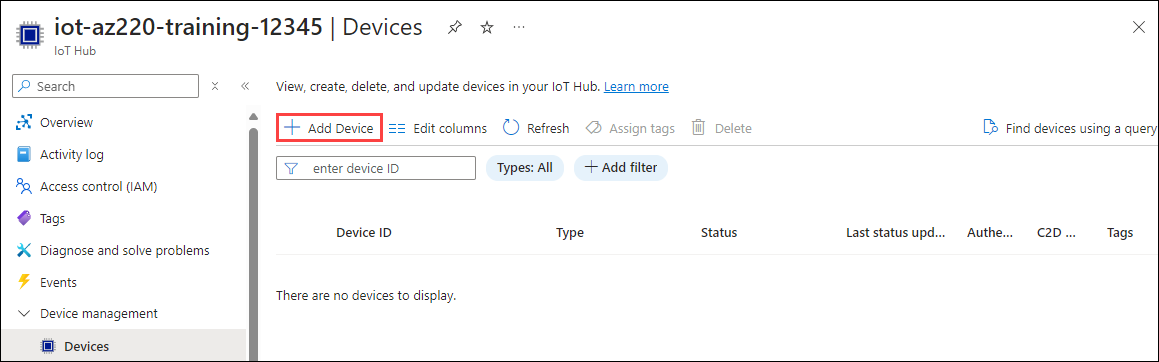 iot-az220-training-12345 | Devices
IoT Hub
Search
View, create, delete, and update devices in your IoT Hub. Learn more
Overview
Activity log
Access control (IAM)
Tags
Diagnose and solve problems
Events
Device management
Devices
Add Device Edit columns Refresh Assign tags Delete Find devices using a query
enter device ID Types: All Add filter
Device ID Type Status Last status upd... Authe... C2D ... Tags
There are no devices to display.